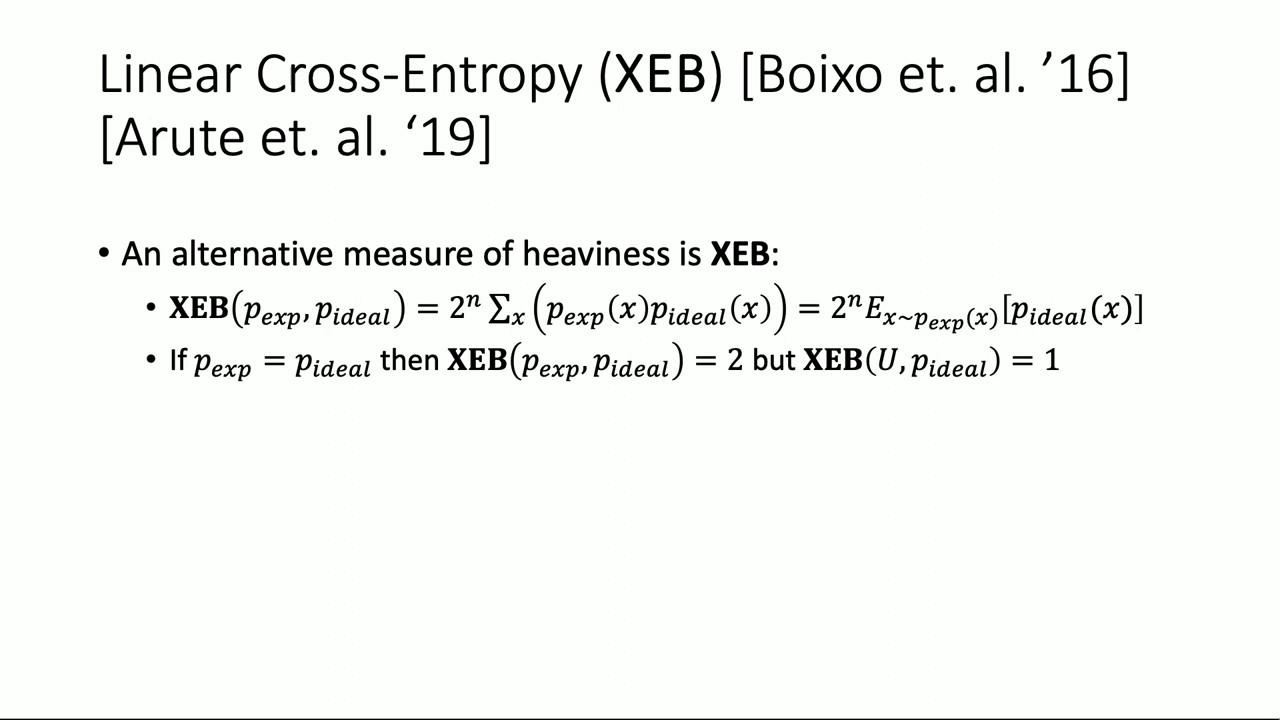 Linear Cross-Entropy (XEB) [Boixo et. al. ’16]
[Arute et. al. ‘19]
• An alternative measure of heaviness is XEB:
• XEB(p_exp, p_ideal) = 2^n ∑_x (p_exp(x)p_ideal(x)) = 2^n E_{x~p_exp(x)}[p_ideal(x)]
• If p_exp = p_ideal then XEB(p_exp, p_ideal) = 2 but XEB(U, p_ideal) = 1